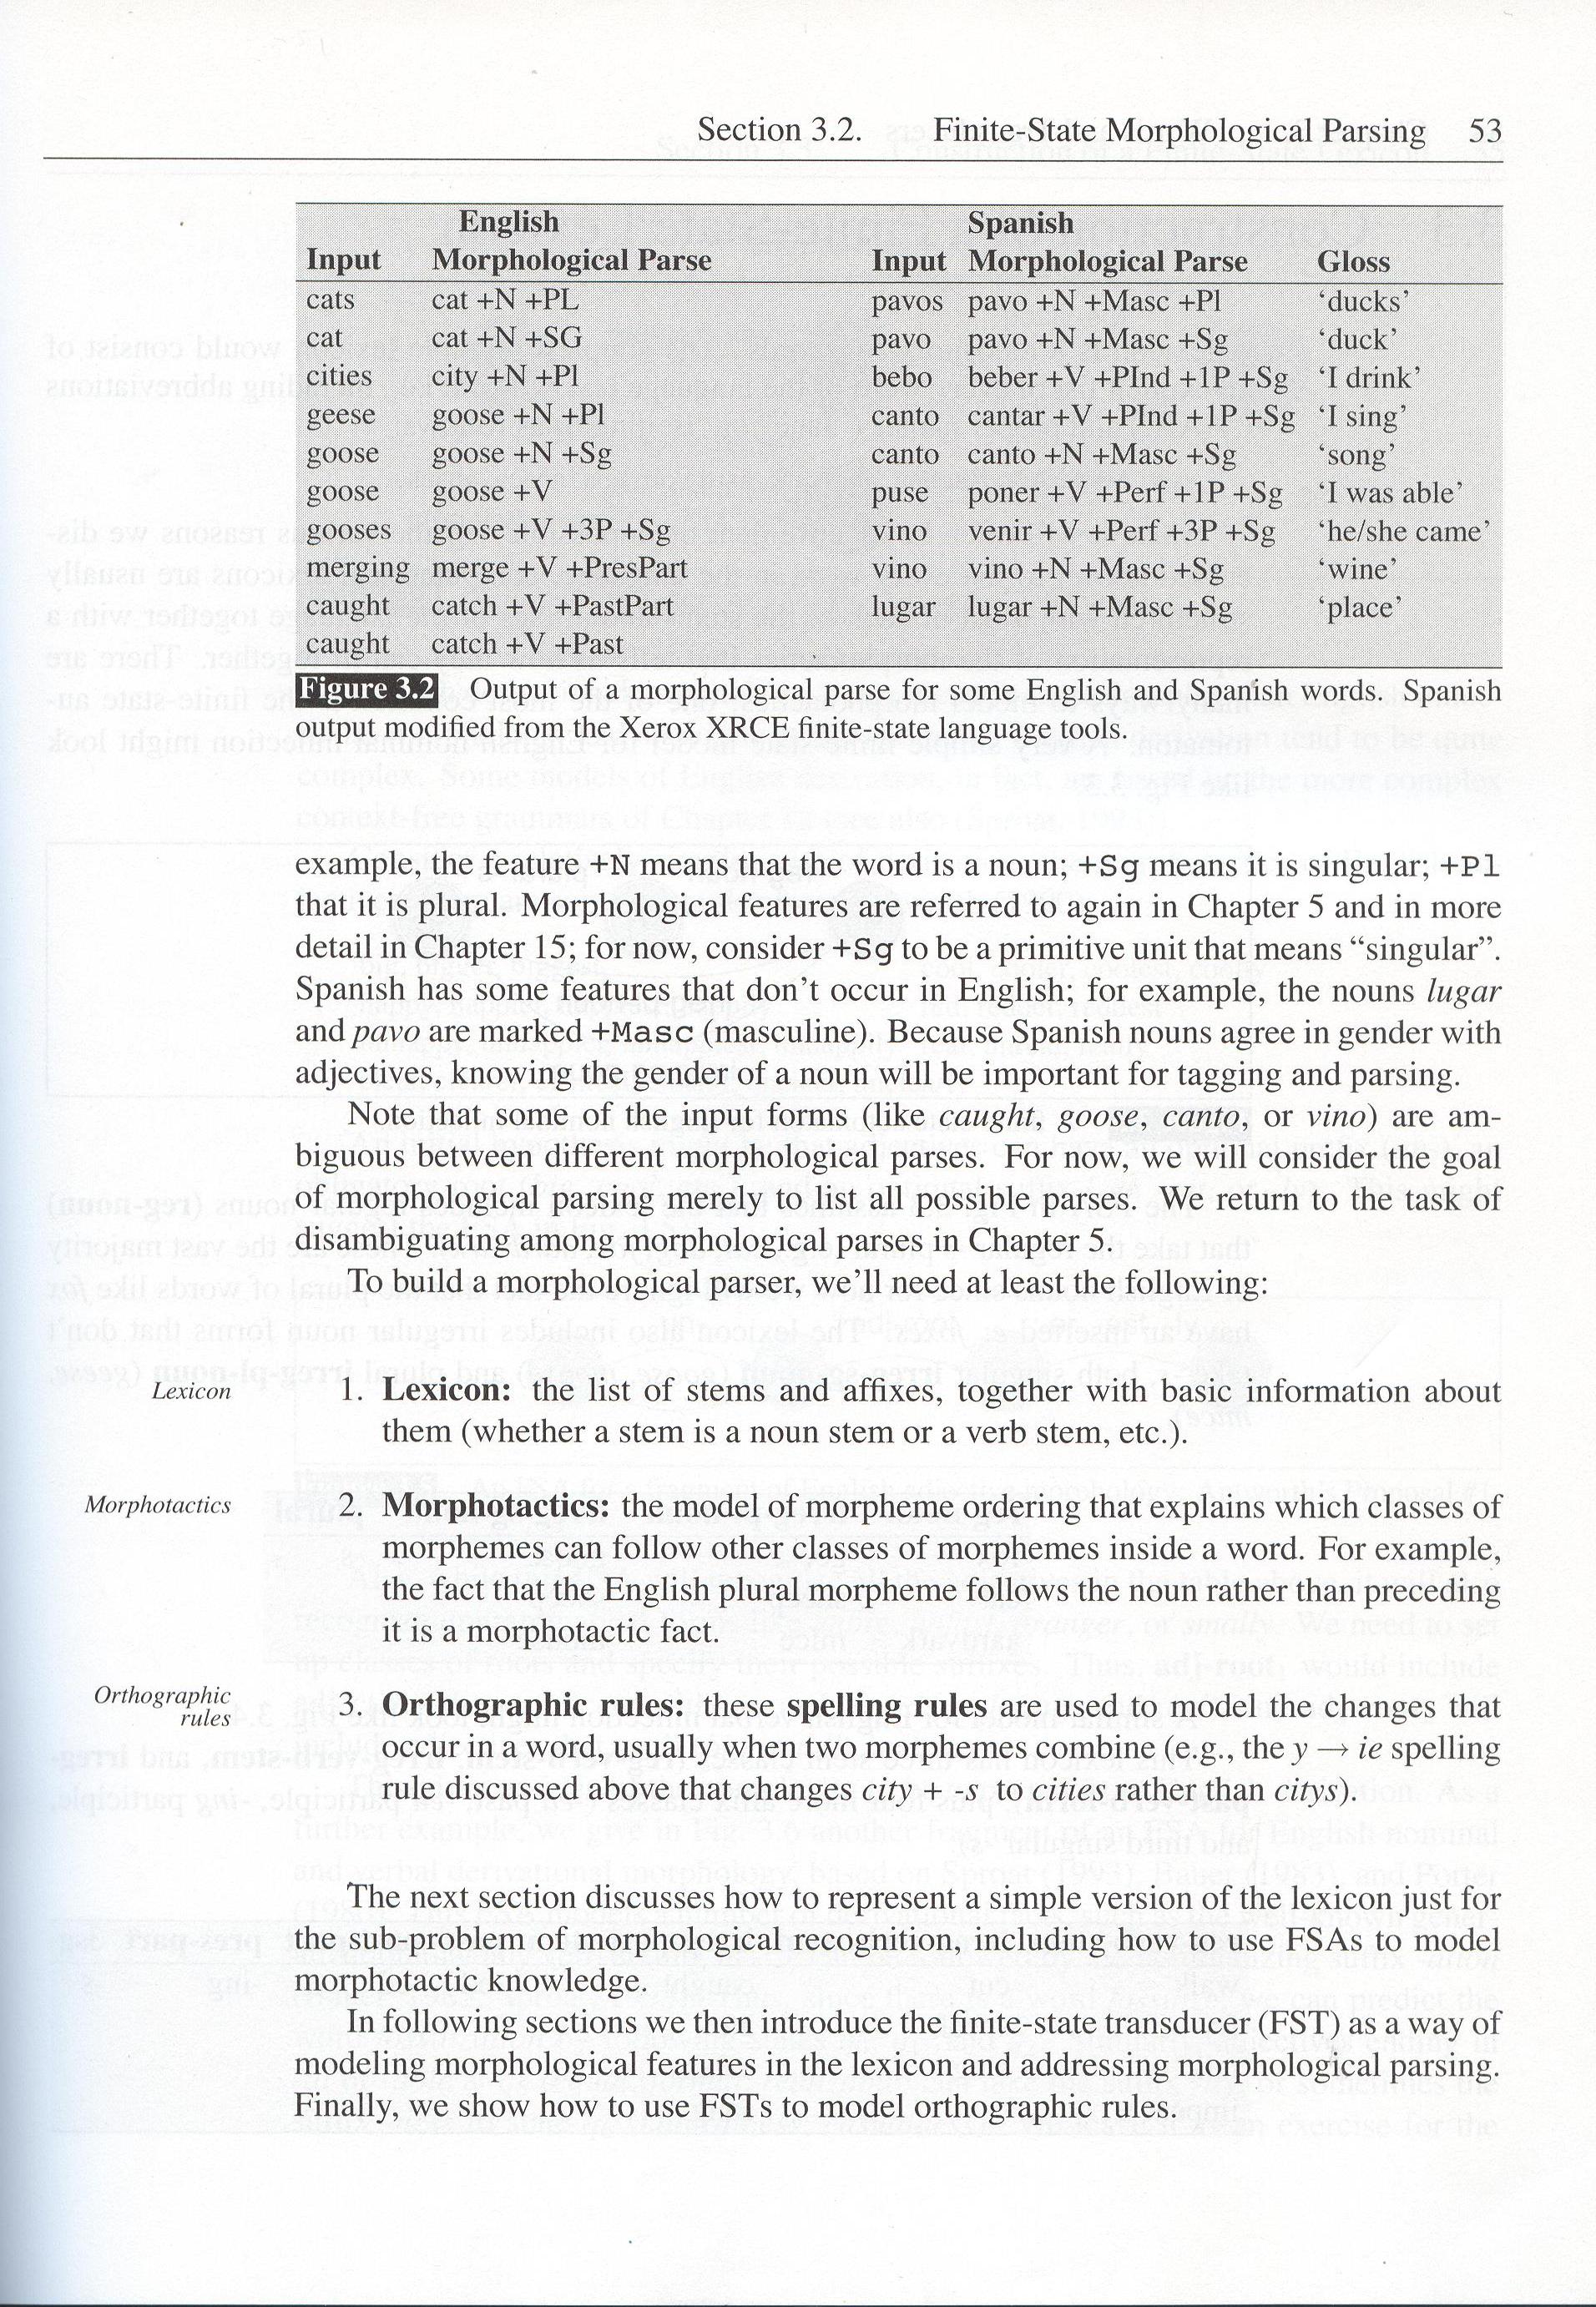 Section 3.2. Finite-State Morphological Parsing 53
English Spanish
Input Morphological Parse Input Morphological Parse Gloss
cats cat +N +PL pavos pavo +N +Masc +Pl ‘ducks’
cat cat +N +SG pavo pavo +N +Masc +Sg ‘duck’
cities city +N +Pl bebo beber +V +PInd +1P +Sg ‘I drink’
geese goose +N +Pl canto cantar +V +PInd +1P +Sg ‘I sing’
goose goose +N +Sg canto canto +N +Masc +Sg ‘song’
goose goose +V puse poner +V +Perf +1P +Sg ‘I was able’
gooses goose +V +3P +Sg vino venir +V +Perf +3P +Sg ‘he/she came’
merging merge +V +PresPart vino vino +N +Masc +Sg ‘wine’
caught catch +V +PastPart lugar lugar +N +Masc +Sg ‘place’
caught catch +V +Past
Figure 3.2 Output of a morphological parse for some English and Spanish words. Spanish
output modified from the Xerox XRCE finite-state language tools.
example, the feature +N means that the word is a noun; +Sg means it is singular; +Pl
that it is plural. Morphological features are referred to again in Chapter 5 and in more
detail in Chapter 15; for now, consider +Sg to be a primitive unit that means “singular”.
Spanish has some features that don’t occur in English; for example, the nouns lugar
and pavo are marked +Masc (masculine). Because Spanish nouns agree in gender with
adjectives, knowing the gender of a noun will be important for tagging and parsing.
Note that some of the input forms (like caught, goose, canto, or vino) are am-
biguous between different morphological parses. For now, we will consider the goal
of morphological parsing merely to list all possible parses. We return to the task of
disambiguating among morphological parses in Chapter 5.
To build a morphological parser, we’ll need at least the following:
Lexicon 1. Lexicon: the list of stems and affixes, together with basic information about
them (whether a stem is a noun stem or a verb stem, etc.).
Morphotactics 2. Morphotactics: the model of morpheme ordering that explains which classes of
morphemes can follow other classes of morphemes inside a word. For example,
the fact that the English plural morpheme follows the noun rather than preceding
it is a morphotactic fact.
Orthographic
rules
3. Orthographic rules: these spelling rules are used to model the changes that
occur in a word, usually when two morphemes combine (e.g., the y → ie spelling
rule discussed above that changes city + -s to cities rather than citys).
The next section discusses how to represent a simple version of the lexicon just for
the sub-problem of morphological recognition, including how to use FSAs to model
morphotactic knowledge.
In following sections we then introduce the finite-state transducer (FST) as a way of
modeling morphological features in the lexicon and addressing morphological parsing.
Finally, we show how to use FSTs to model orthographic rules.